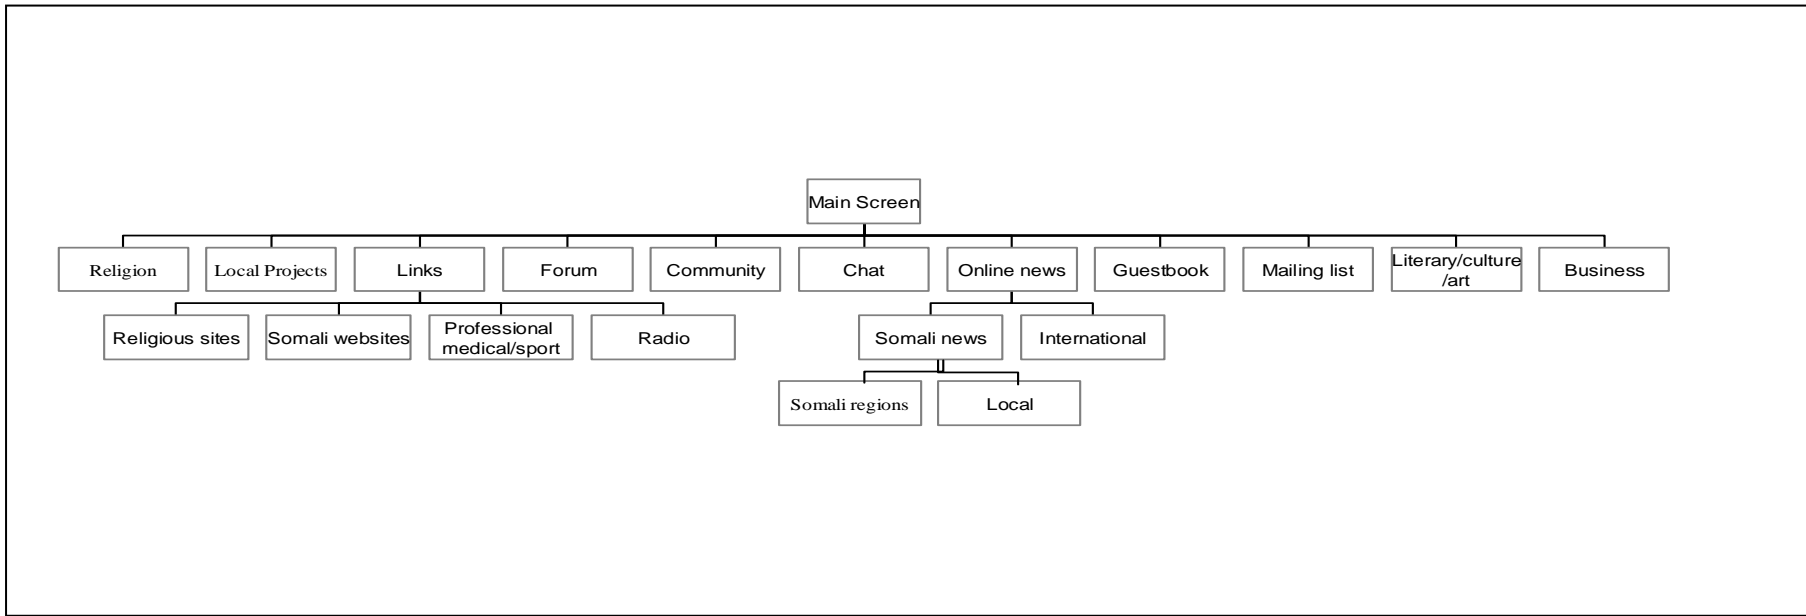 Main Screen
Religion
Local Projects
Links
Forum
Community
Chat
Online news
Guestbook
Mailing list
Literary/culture
/art
Business
Religious sites
Somali websites
Professional
medical/sport
Radio
Somali news
International
Somali regions
Local